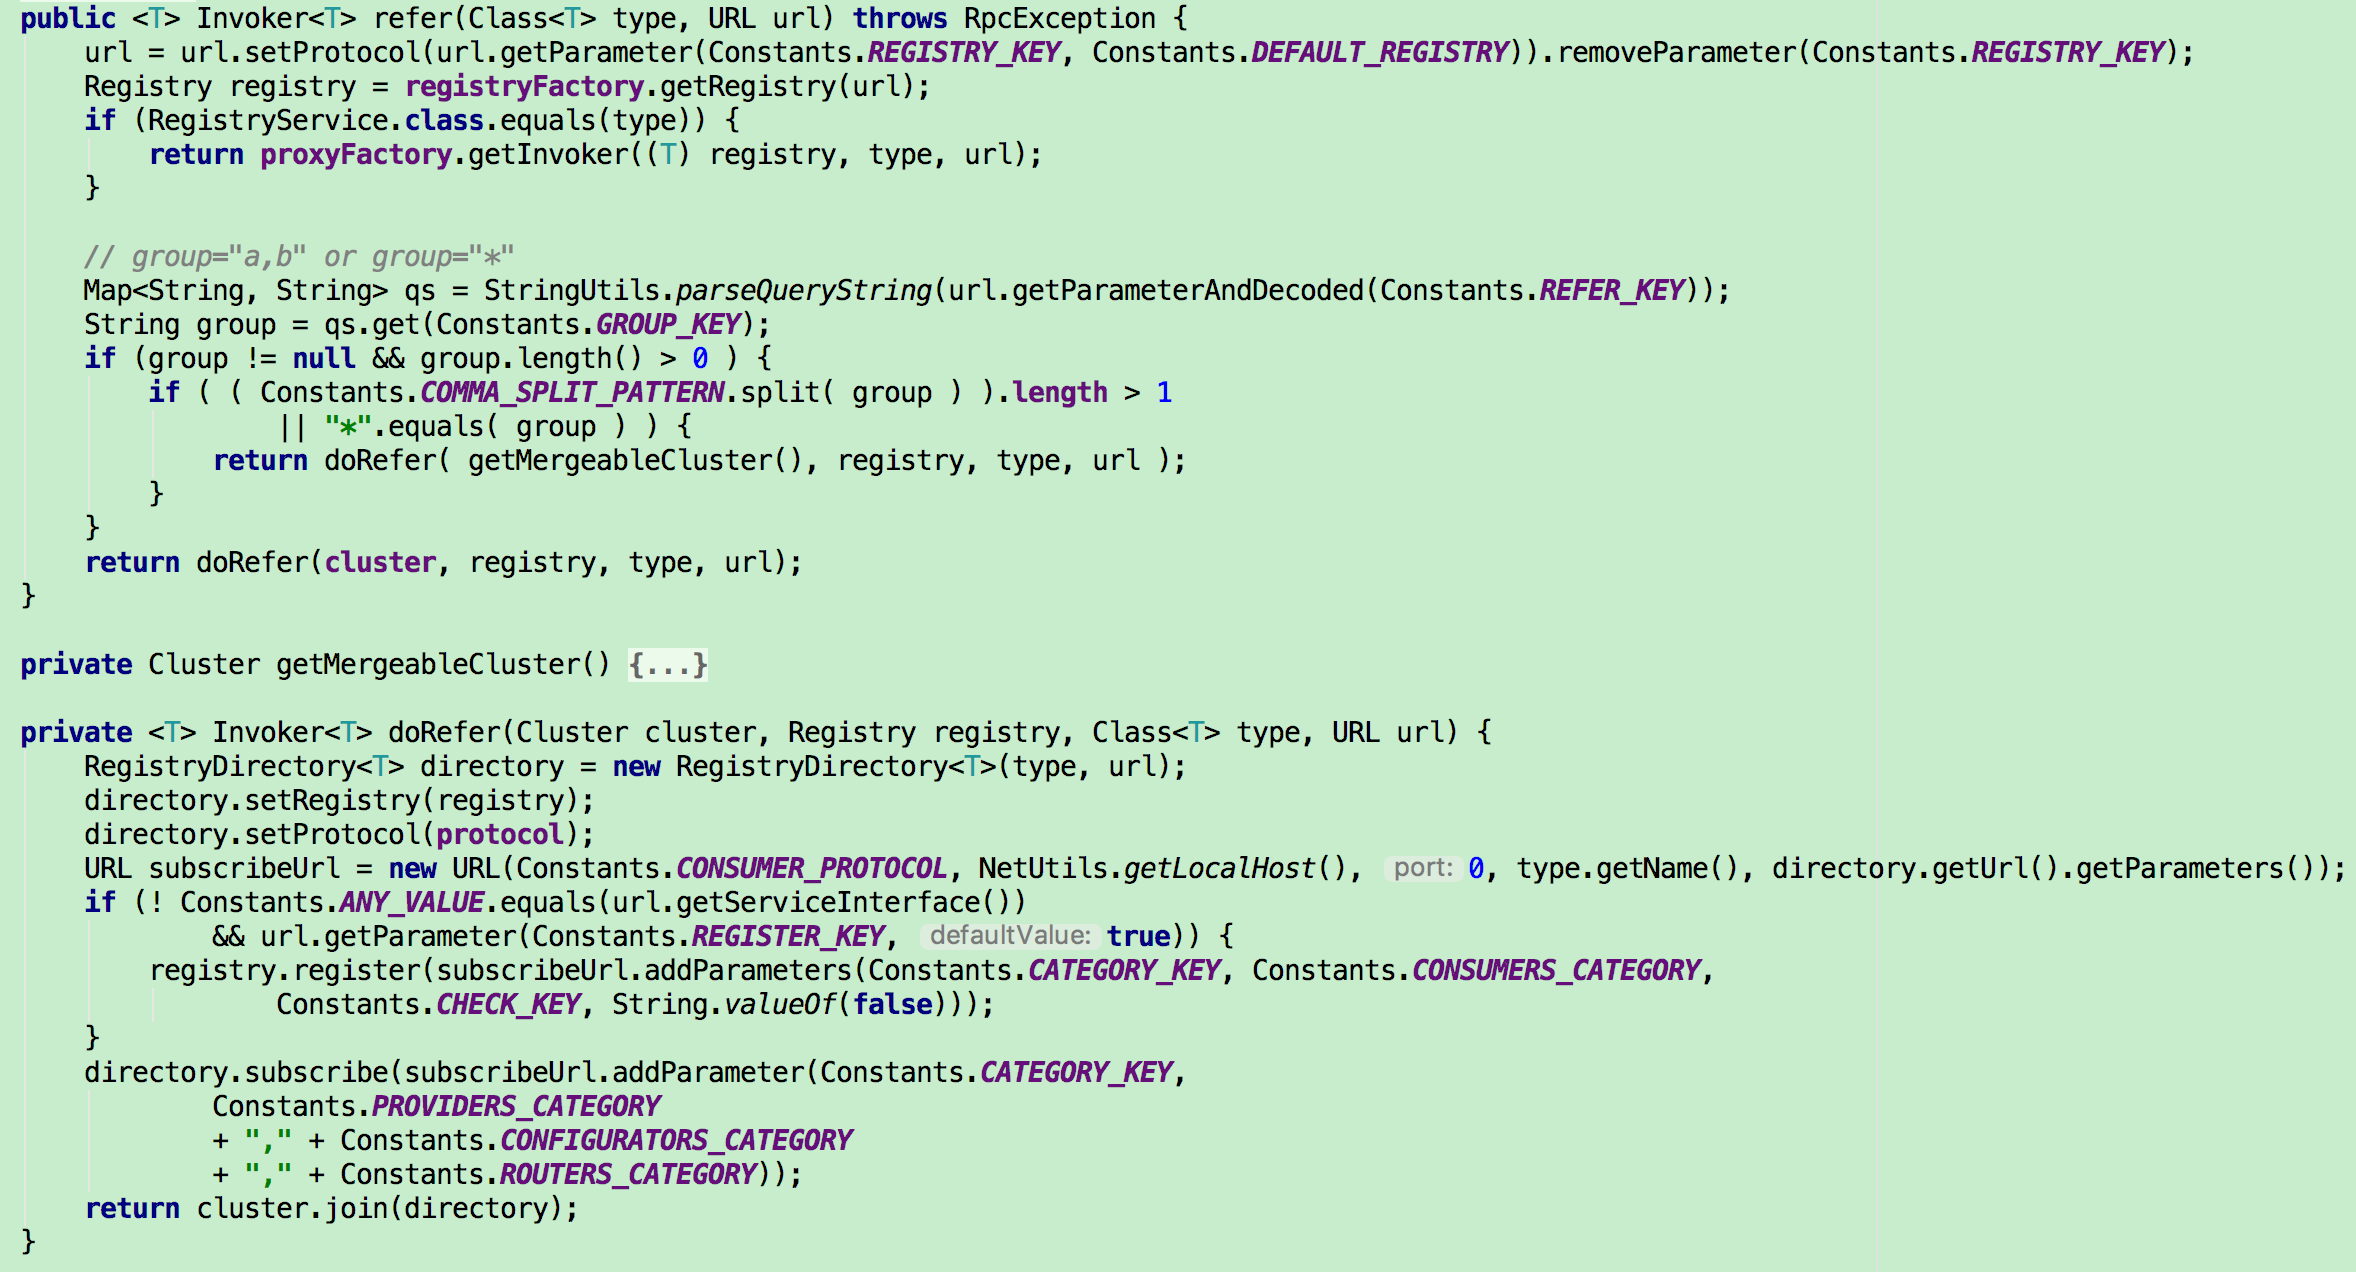 public <T> Invoker<T> refer(Class<T> type, URL url) throws RpcException {
    url = url.setProtocol(url.getParameter(Constants.REGISTRY_KEY, Constants.DEFAULT_REGISTRY)).removeParameter(Constants.REGISTRY_KEY);
    Registry registry = registryFactory.getRegistry(url);
    if (RegistryService.class.equals(type)) {
        return proxyFactory.getInvoker((T) registry, type, url);
    }

    // group="a,b" or group="*"
    Map<String, String> qs = StringUtils.parseQueryString(url.getParameterAndDecoded(Constants.REFER_KEY));
    String group = qs.get(Constants.GROUP_KEY);
    if (group != null && group.length() > 0 ) {
        if ( ( Constants.COMMA_SPLIT_PATTERN.split( group ) ).length > 1
                || "*".equals( group ) ) {
            return doRefer( getMergeableCluster(), registry, type, url );
        }
    }
    return doRefer(cluster, registry, type, url);
}

private Cluster getMergeableCluster() {...}

private <T> Invoker<T> doRefer(Cluster cluster, Registry registry, Class<T> type, URL url) {
    RegistryDirectory<T> directory = new RegistryDirectory<T>(type, url);
    directory.setRegistry(registry);
    directory.setProtocol(protocol);
    URL subscribeUrl = new URL(Constants.CONSUMER_PROTOCOL, NetUtils.getLocalHost(), port: 0, type.getName(), directory.getUrl().getParameters());
    if (! Constants.ANY_VALUE.equals(url.getServiceInterface())
            && url.getParameter(Constants.REGISTER_KEY, defaultValue: true)) {
        registry.register(subscribeUrl.addParameters(Constants.CATEGORY_KEY, Constants.CONSUMERS_CATEGORY,
                Constants.CHECK_KEY, String.valueOf(false)));
    }
    directory.subscribe(subscribeUrl.addParameter(Constants.CATEGORY_KEY,
            Constants.PROVIDERS_CATEGORY
            + "," + Constants.CONFIGURATORS_CATEGORY
            + "," + Constants.ROUTERS_CATEGORY));
    return cluster.join(directory);
}